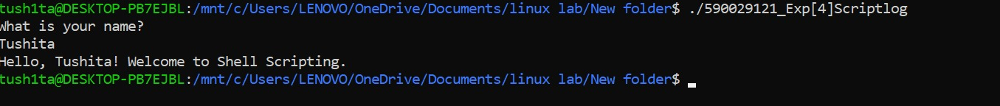 tush1ta@DESKTOP-PB7EJBL:/mnt/c/Users/LENOVO/OneDrive/Documents/linux lab/New folder$ ./590029121_Exp[4]Scriptlog
What is your name?
Tushita
Hello, Tushita! Welcome to Shell Scripting.
tush1ta@DESKTOP-PB7EJBL:/mnt/c/Users/LENOVO/OneDrive/Documents/linux lab/New folder$